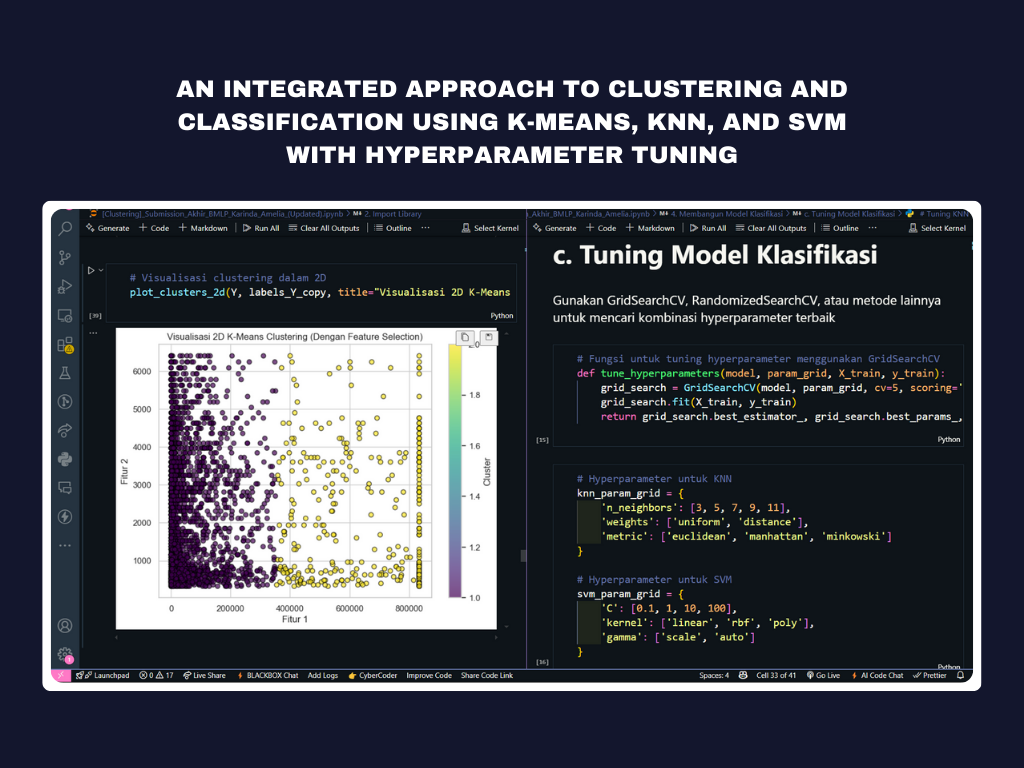 AN INTEGRATED APPROACH TO CLUSTERING AND
CLASSIFICATION USING K-MEANS, KNN, AND SVM
WITH HYPERPARAMETER TUNING
[Clustering]_Submission_Akhir_BMLP_Karinda_Amelia_(Updated).ipynb > M↓ 2. Import Library
Generate + Code + Markdown Run All Clear All Outputs Outline ··· Select Kernel
# Visualisasi clustering dalam 2D
plot_clusters_2d(Y, labels_Y_copy, title="Visualisasi 2D K-Means
[39]
Python
···
Visualisasi 2D K-Means Clustering (Dengan Feature Selection)
6000
5000
4000
3000
2000
1000
Fitur 2
0 200000 400000 600000 800000
Fitur 1
2.0
1.8
1.6
1.4
1.2
1.0
Cluster
_Akhir_BMLP_Karinda_Amelia.ipynb > M↓ 4. Membangun Model Klasifikasi > M↓ c. Tuning Model Klasifikasi > # Tuning KNN
Generate + Code + Markdown Run All Clear All Outputs Outline ··· Select Kernel
c. Tuning Model Klasifikasi
Gunakan GridSearchCV, RandomizedSearchCV, atau metode lainnya
untuk mencari kombinasi hyperparameter terbaik
# Fungsi untuk tuning hyperparameter menggunakan GridSearchCV
def tune_hyperparameters(model, param_grid, X_train, y_train):
grid_search = GridSearchCV(model, param_grid, cv=5, scoring='
grid_search.fit(X_train, y_train)
return grid_search.best_estimator_, grid_search.best_params_,
[15]
Python
# Hyperparameter untuk KNN
knn_param_grid = {
'n_neighbors': [3, 5, 7, 9, 11],
'weights': ['uniform', 'distance'],
'metric': ['euclidean', 'manhattan', 'minkowski']
}
# Hyperparameter untuk SVM
svm_param_grid = {
'C': [0.1, 1, 10, 100],
'kernel': ['linear', 'rbf', 'poly'],
'gamma': ['scale', 'auto']
}
[16]
Python
1
Launchpad 0 17 Live Share BLACKBOX Chat Add Logs CyberCoder Improve Code Share Code Link Spaces: 4 Cell 33 of 41 Go Live AI Code Chat Prettier